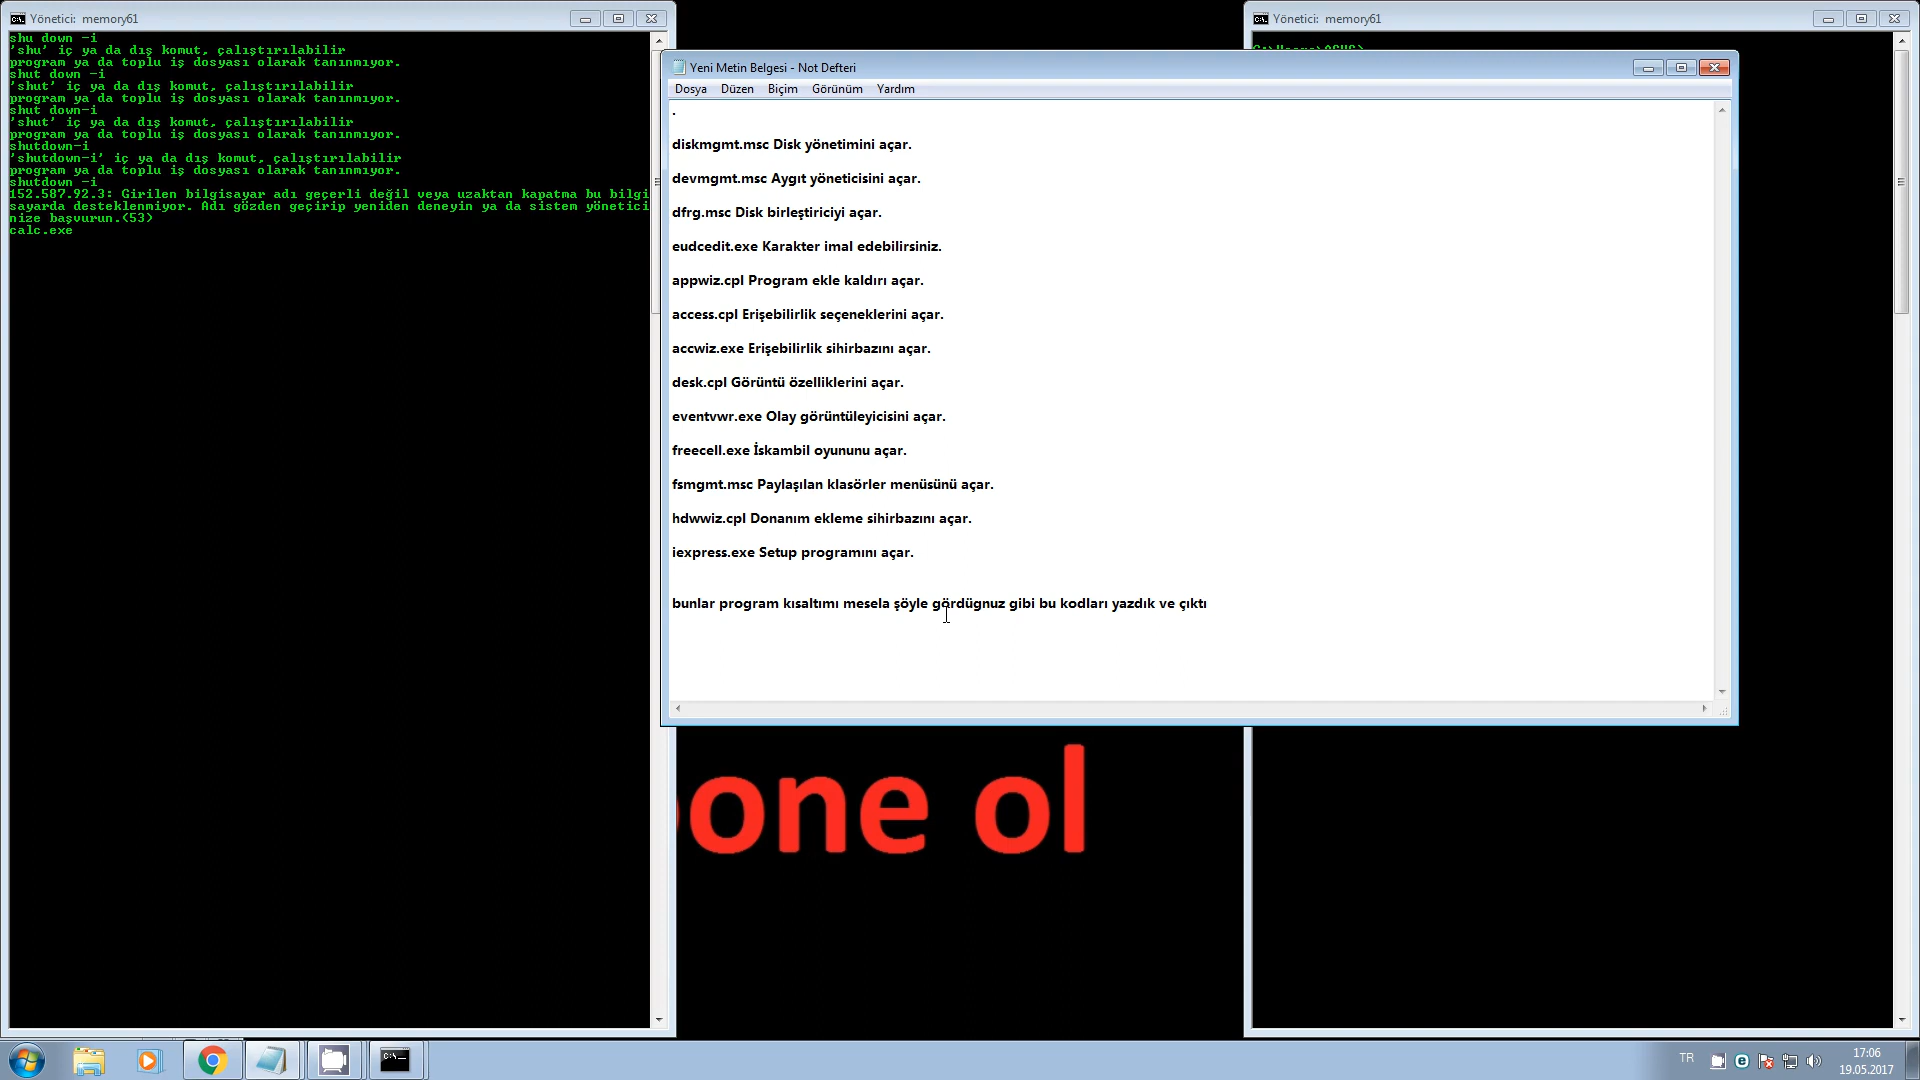 Yönetici: memory61
shu down -i
'shu' iç ya da dış komut, çalıştırılabilir
program ya da toplu iş dosyası olarak tanınmıyor.
shut down -i
'shut' iç ya da dış komut, çalıştırılabilir
program ya da toplu iş dosyası olarak tanınmıyor.
shut down-i
'shut' iç ya da dış komut, çalıştırılabilir
program ya da toplu iş dosyası olarak tanınmıyor.
shutdown-i
'shutdown-i' iç ya da dış komut, çalıştırılabilir
program ya da toplu iş dosyası olarak tanınmıyor.
shutdown -i
152.587.92.3: Girilen bilgisayar adı geçerli değil veya uzaktan kapatma bu bilgi
sayarda desteklenmiyor. Adı gözden geçirip yeniden deneyin ya da sistem yönetici
nize başvurun.(53)
calc.exe
Yönetici: memory61
Yeni Metin Belgesi - Not Defteri
Dosya Düzen Biçim Görünüm Yardım
.
diskmgmt.msc Disk yönetimini açar.
devmgmt.msc Aygıt yöneticisini açar.
dfrg.msc Disk birleştiriciyi açar.
eudcedit.exe Karakter imal edebilirsiniz.
appwiz.cpl Program ekle kaldırı açar.
access.cpl Erişebilirlik seçeneklerini açar.
accwiz.exe Erişebilirlik sihirbazını açar.
desk.cpl Görüntü özelliklerini açar.
eventvwr.exe Olay görüntüleyicisini açar.
freecell.exe İskambil oyununu açar.
fsmgmt.msc Paylaşılan klasörler menüsünü açar.
hdwwiz.cpl Donanım ekleme sihirbazını açar.
iexpress.exe Setup programını açar.
bunlar program kısaltımı mesela şöyle gördügnuz gibi bu kodları yazdık ve çıktı
one ol
TR
17:06
19.05.2017